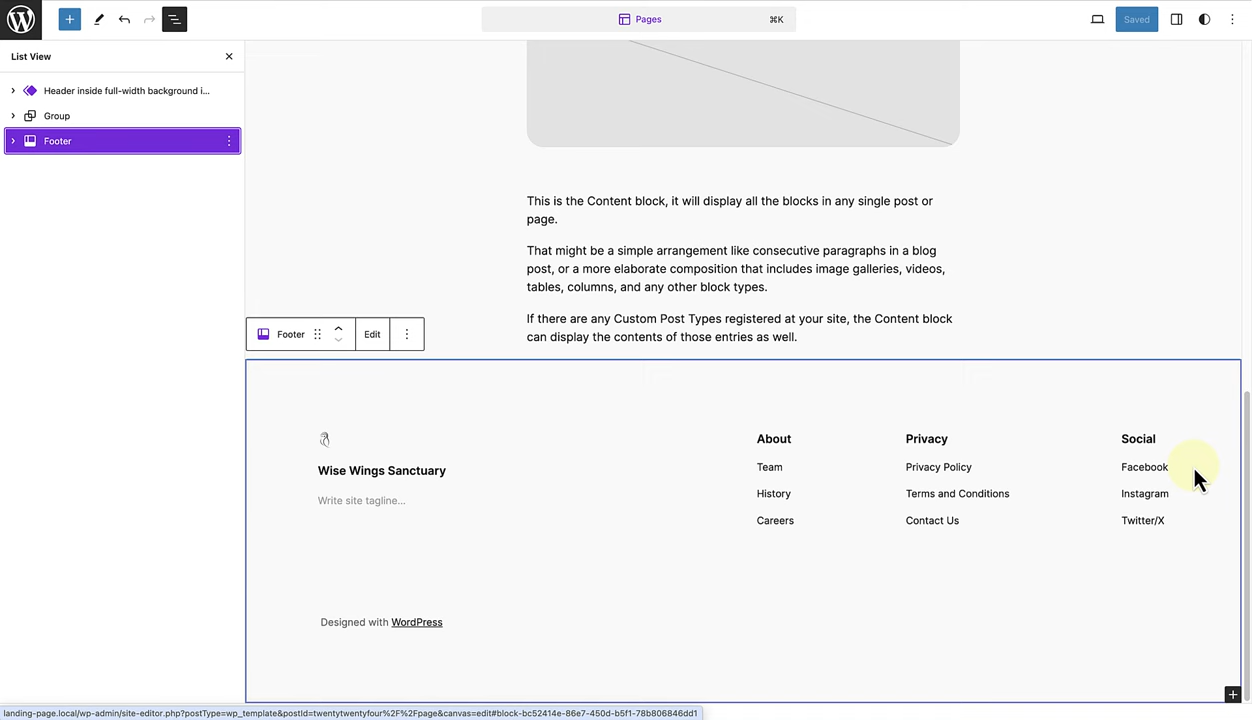 Pages
⌘K
Saved
List View
Header inside full-width background i...
Group
Footer
This is the Content block, it will display all the blocks in any single post or
page.
That might be a simple arrangement like consecutive paragraphs in a blog
post, or a more elaborate composition that includes image galleries, videos,
tables, columns, and any other block types.
If there are any Custom Post Types registered at your site, the Content block
can display the contents of those entries as well.
Footer
Edit
Wise Wings Sanctuary
Write site tagline...
About
Team
History
Careers
Privacy
Privacy Policy
Terms and Conditions
Contact Us
Social
Facebook
Instagram
Twitter/X
Designed with WordPress
landing-page.local/wp-admin/site-editor.php?postType=wp_template&postId=twentytwentyfour%2F%2Fpage&canvas=edit#block-bc52414e-86e7-450d-b5f1-78b806846dd1